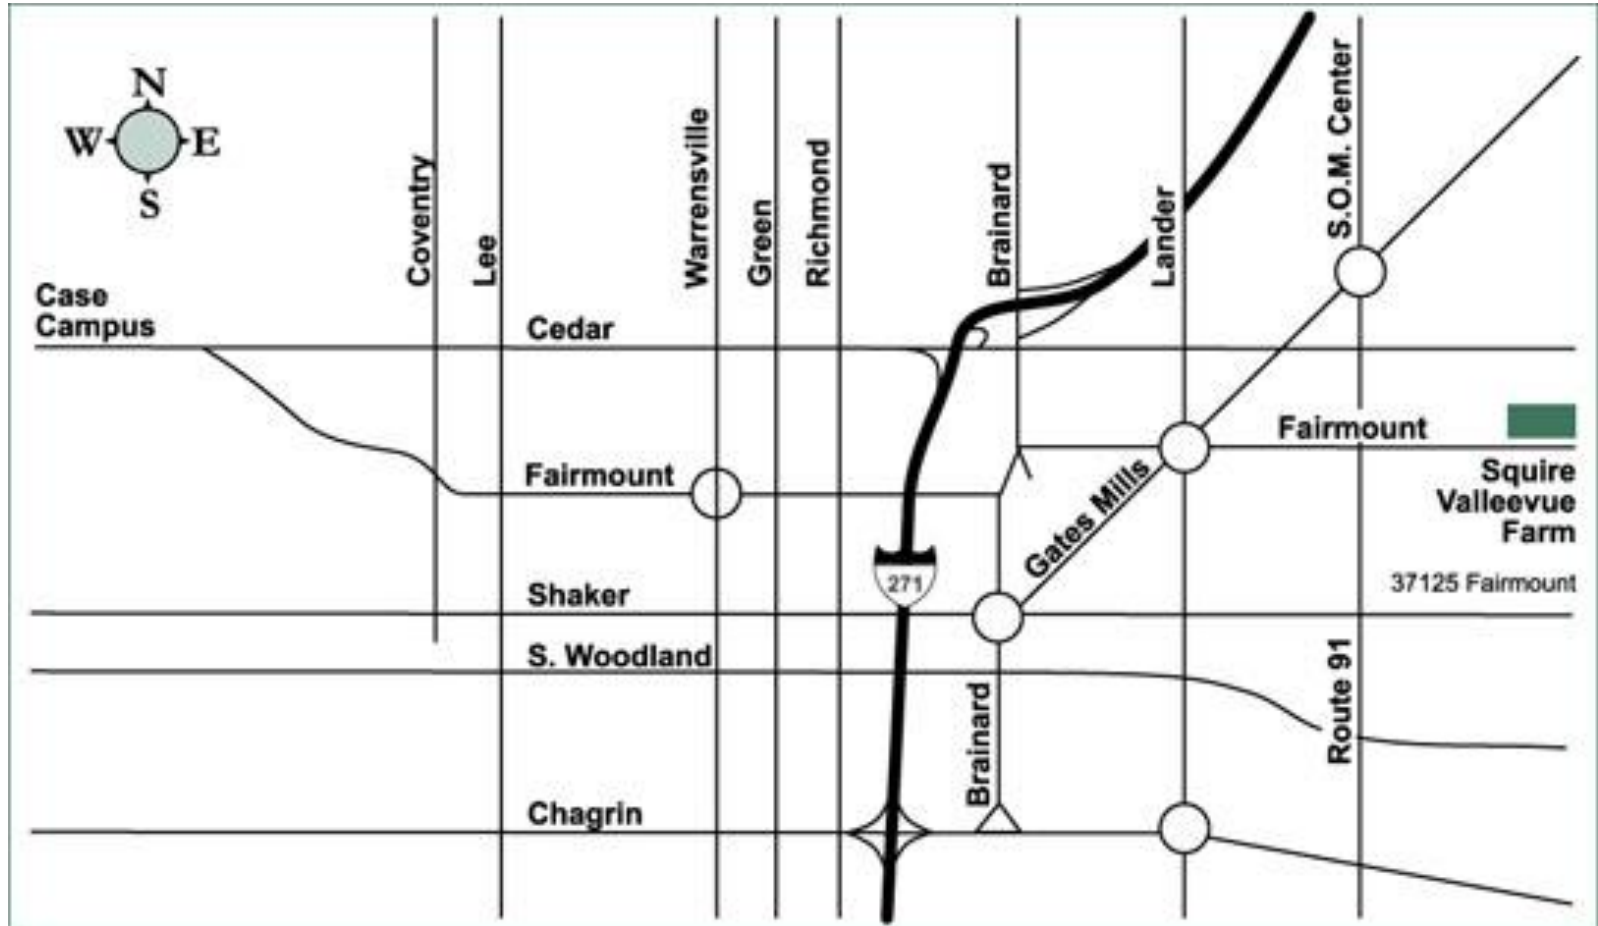 N
W E
S
Coventry
Lee
Warrensville
Green
Richmond
Brainard
Lander
S.O.M. Center
Case
Campus
Cedar
Fairmount
Fairmount
Squire
Valleevue
Farm
37125 Fairmount
Gates Mills
271
Shaker
S. Woodland
Route 91
Brainard
Chagrin